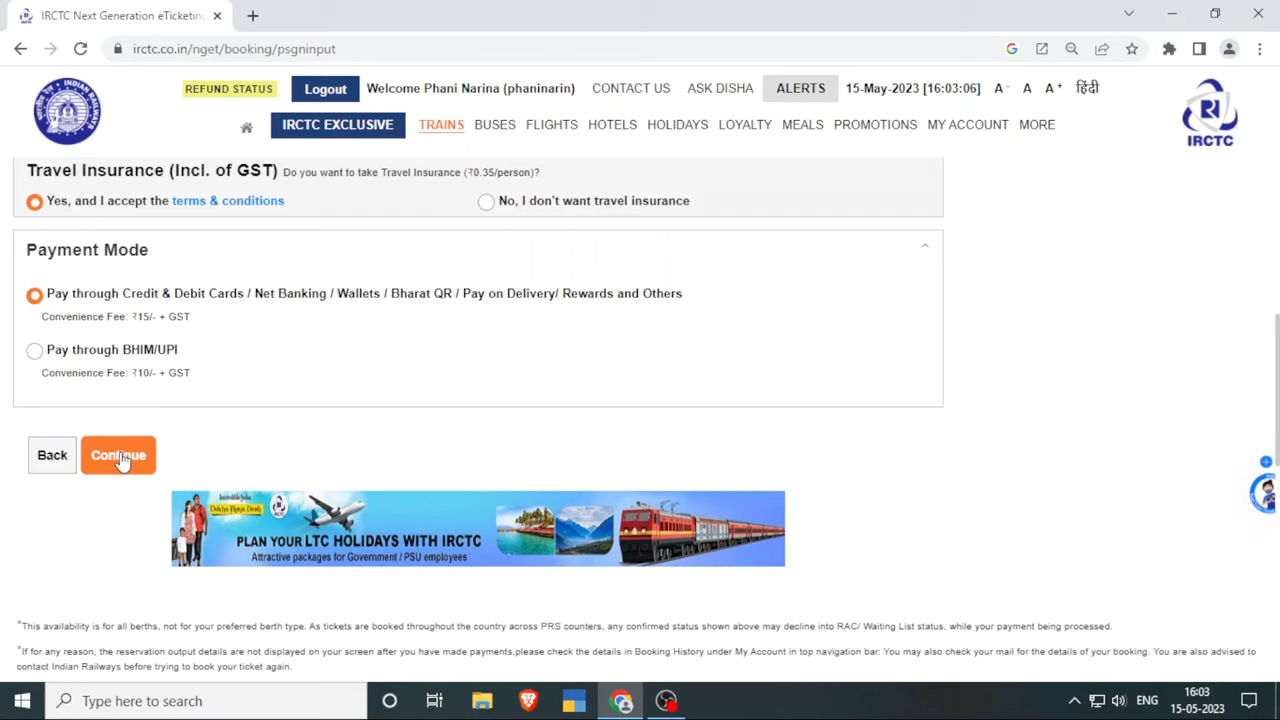 IRCTC Next Generation eTicketing
irctc.co.in/nget/booking/psgninput
REFUND STATUS Logout Welcome Phani Narina (phaninarin) CONTACT US ASK DISHA ALERTS 15-May-2023 [16:03:06] A- A A+ हिंदी
IRCTC EXCLUSIVE TRAINS BUSES FLIGHTS HOTELS HOLIDAYS LOYALTY MEALS PROMOTIONS MY ACCOUNT MORE
IRCTC
Travel Insurance (Incl. of GST) Do you want to take Travel Insurance (₹0.35/person)?
Yes, and I accept the terms & conditions No, I don't want travel insurance
Payment Mode
Pay through Credit & Debit Cards / Net Banking / Wallets / Bharat QR / Pay on Delivery/ Rewards and Others
Convenience Fee: ₹15/- + GST
Pay through BHIM/UPI
Convenience Fee: ₹10/- + GST
Back Continue
Dekho Apna Desh
PLAN YOUR LTC HOLIDAYS WITH IRCTC
Attractive packages for Government / PSU employees
*This availability is for all berths, not for your preferred berth type. As tickets are booked throughout the country across PRS counters, any confirmed status shown above may decline into RAC/ Waiting List status, while your payment being processed.
*If for any reason, the reservation output details are not displayed on your screen after you have made payments,please check the details in Booking History under My Account in top navigation bar. You may also check your mail for the details of your booking. You are also advised to
contact Indian Railways before trying to book your ticket again.
Type here to search
ENG
16:03
15-05-2023